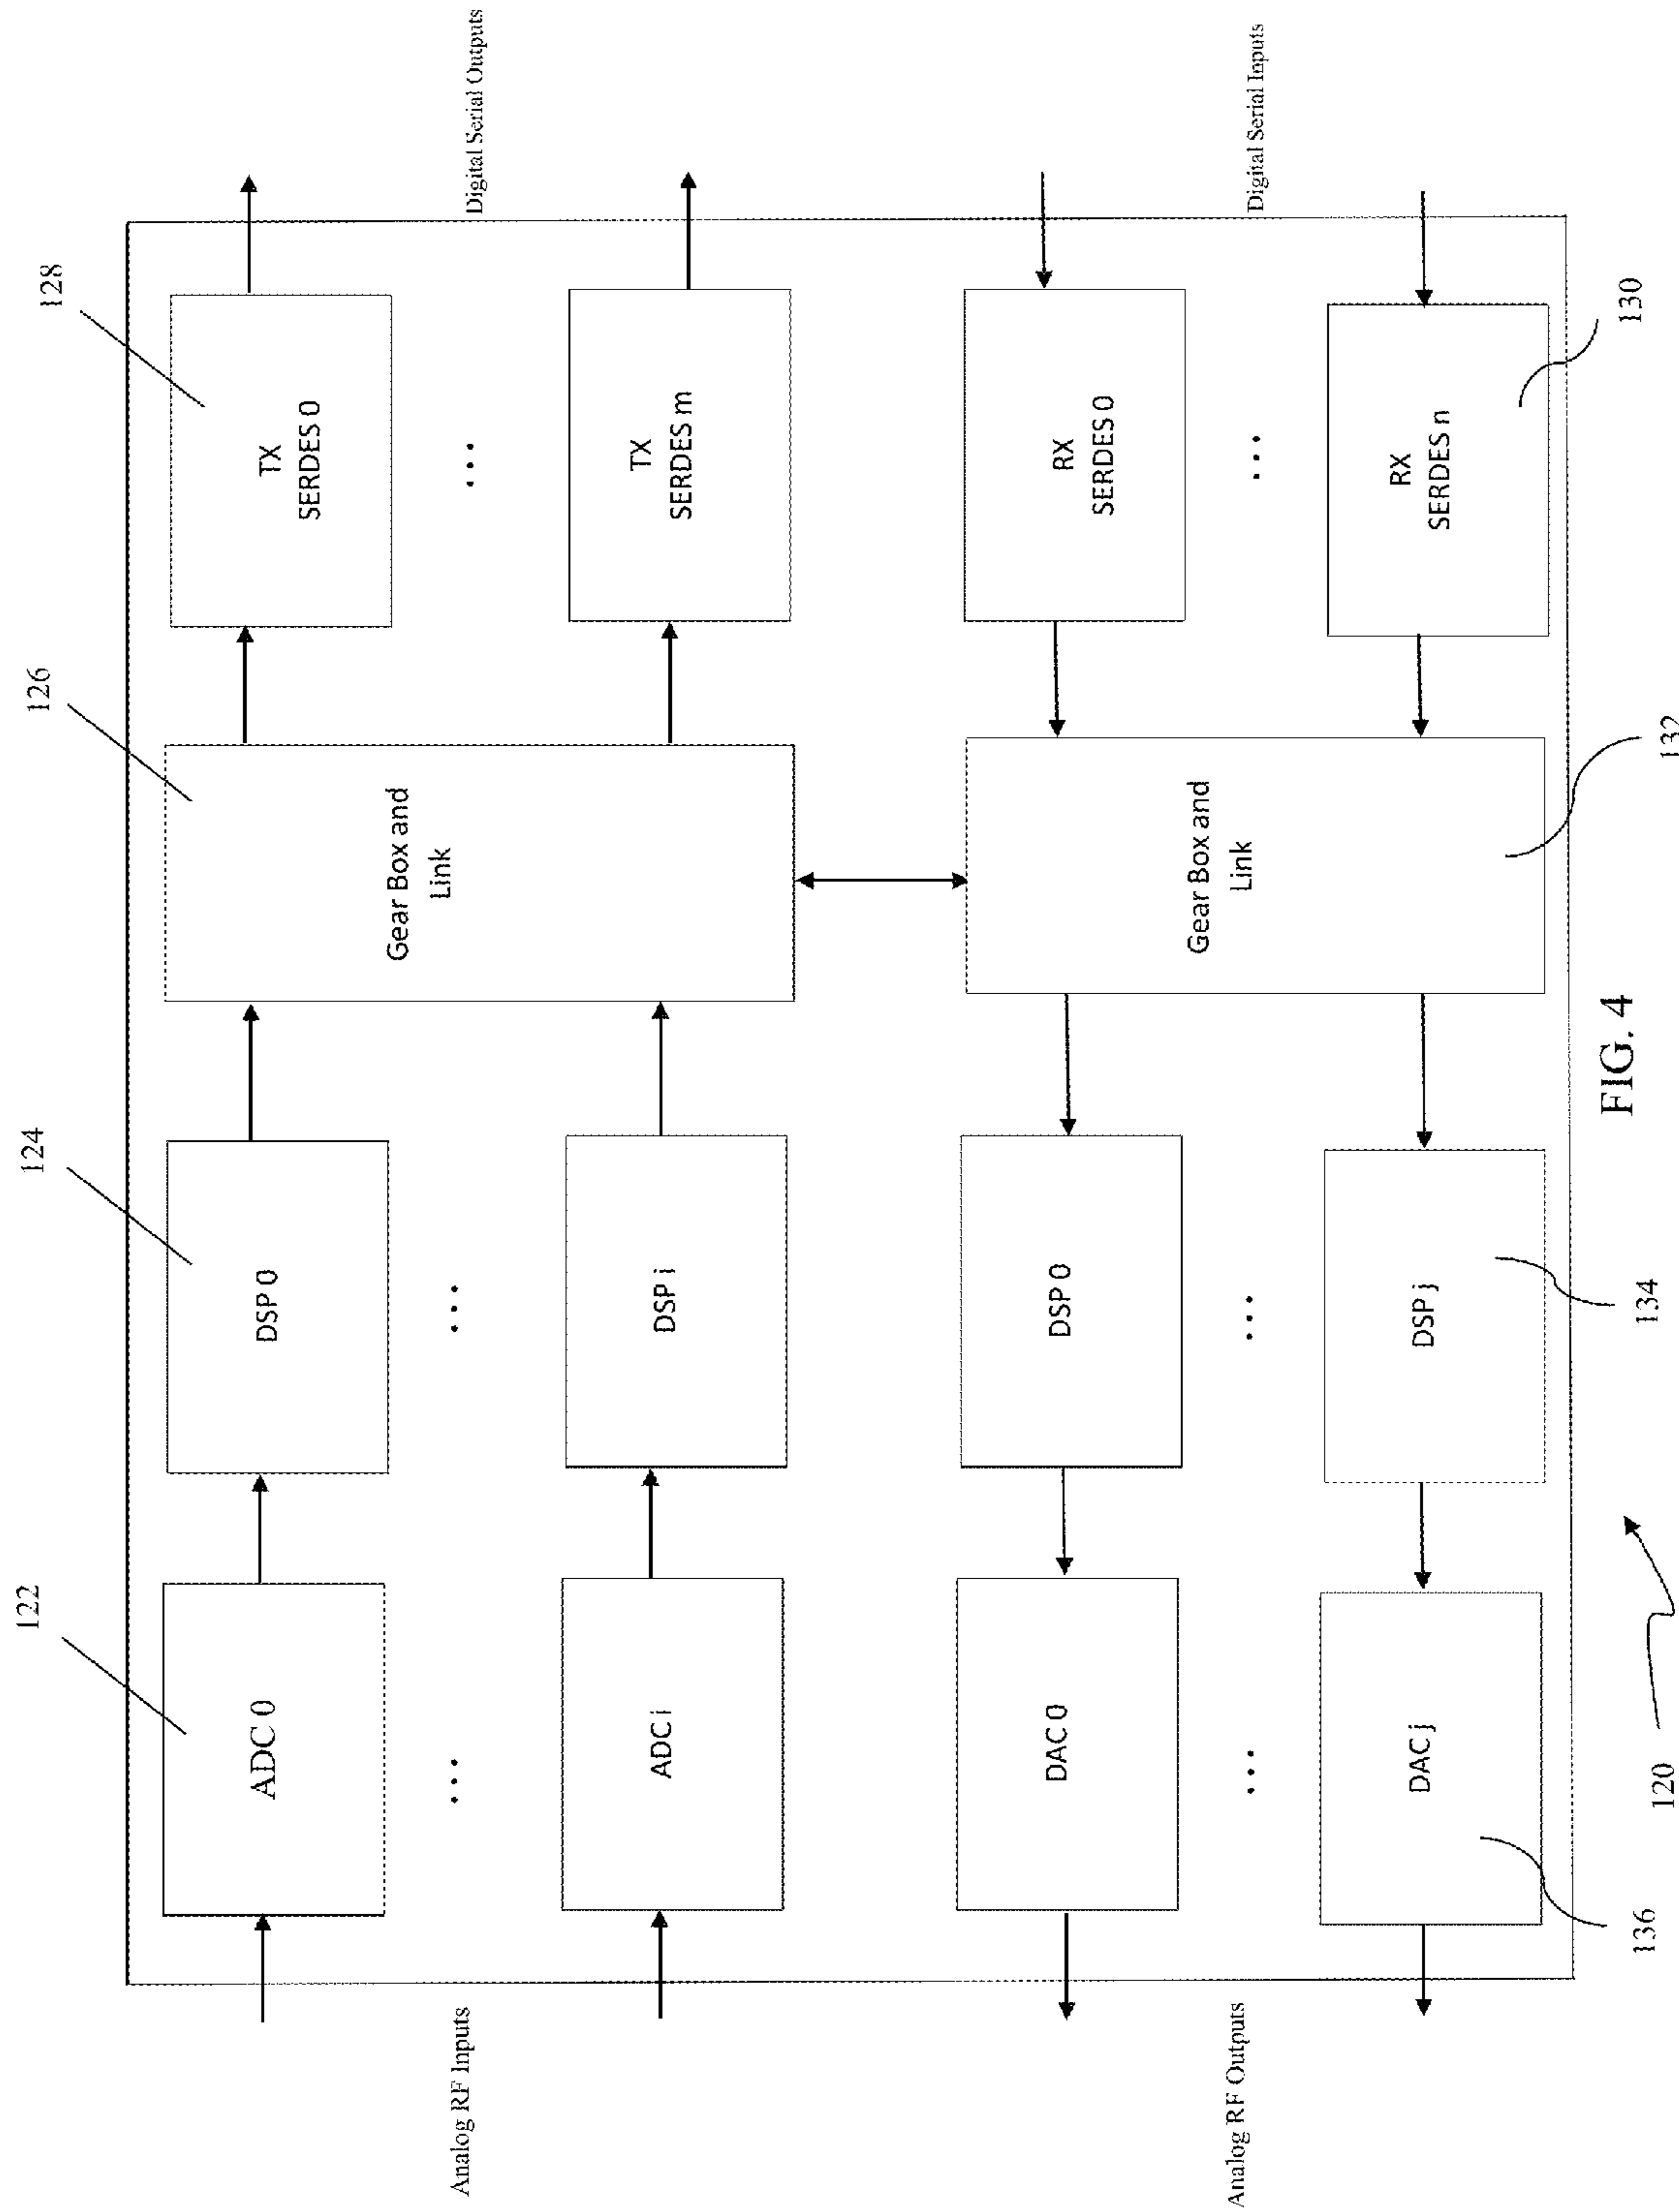 122
124
126
128
Analog RF Inputs
ADC 0
DSP 0
Gear Box and
Link
TX
SERDES 0
Digital Serial Outputs
...
...
...
ADC i
DSP i
TX
SERDES m
Analog RF Outputs
DAC 0
DSP 0
Gear Box and
Link
RX
SERDES 0
Digital Serial Inputs
...
...
...
DAC j
DSP j
RX
SERDES n
136
120
134
132
130
FIG. 4